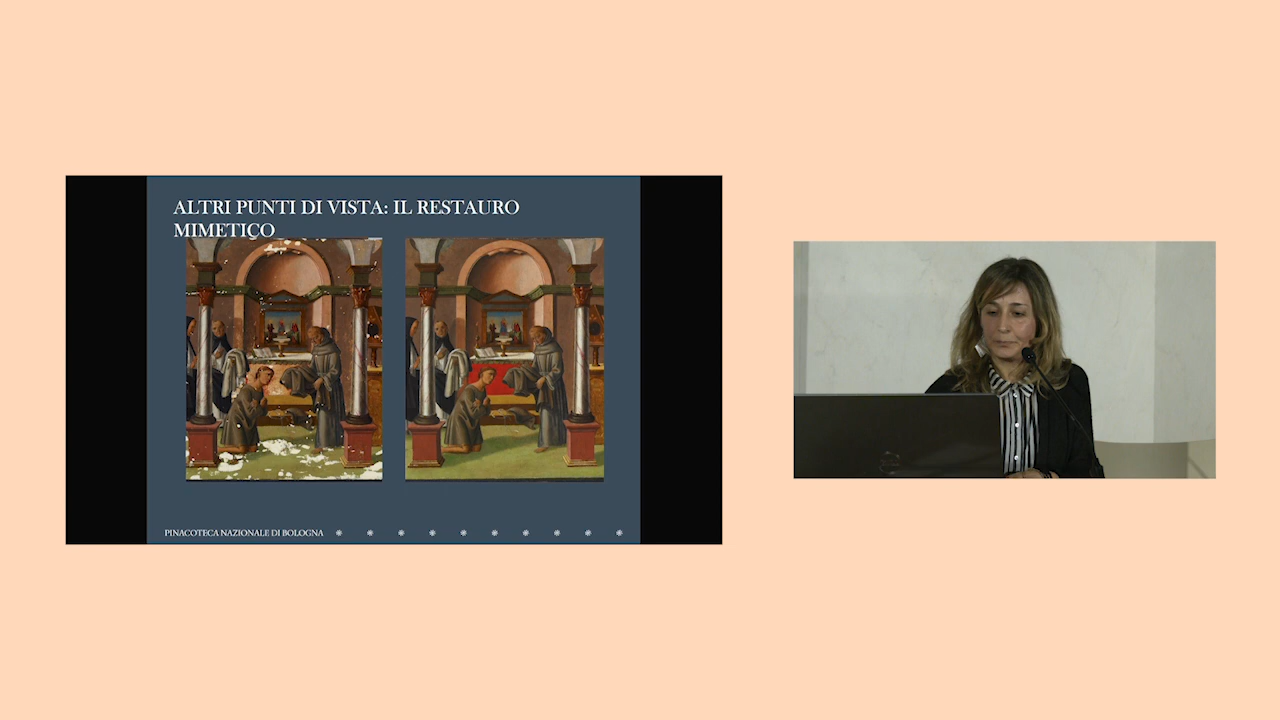 ALTRI PUNTI DI VISTA: IL RESTAURO
MIMETICO
PINACOTECA NAZIONALE DI BOLOGNA